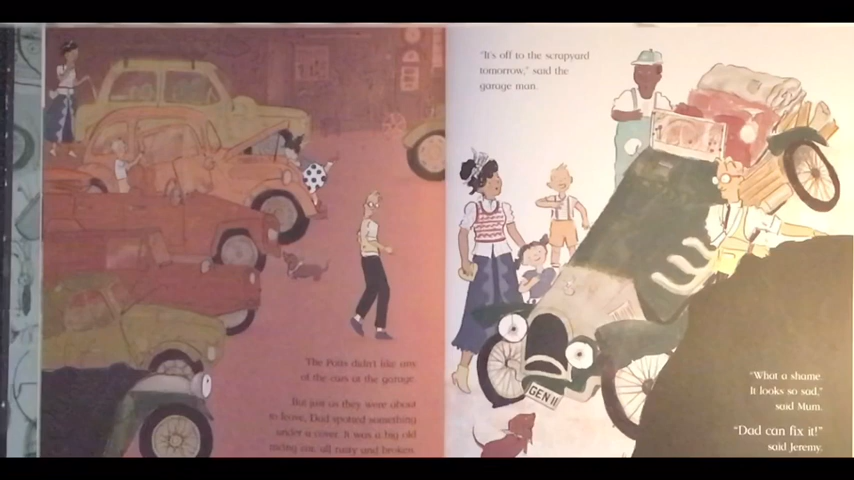 The Potts didn't like any
of the cars at the garage.
But just as they were about
to leave, Dad spotted something
under a cover. It was a big old
racing car, all rusty and broken.
"It's off to the scrapyard
tomorrow," said the
garage man.
GEN II
"What a shame.
It looks so sad,"
said Mum.
"Dad can fix it!"
said Jeremy.